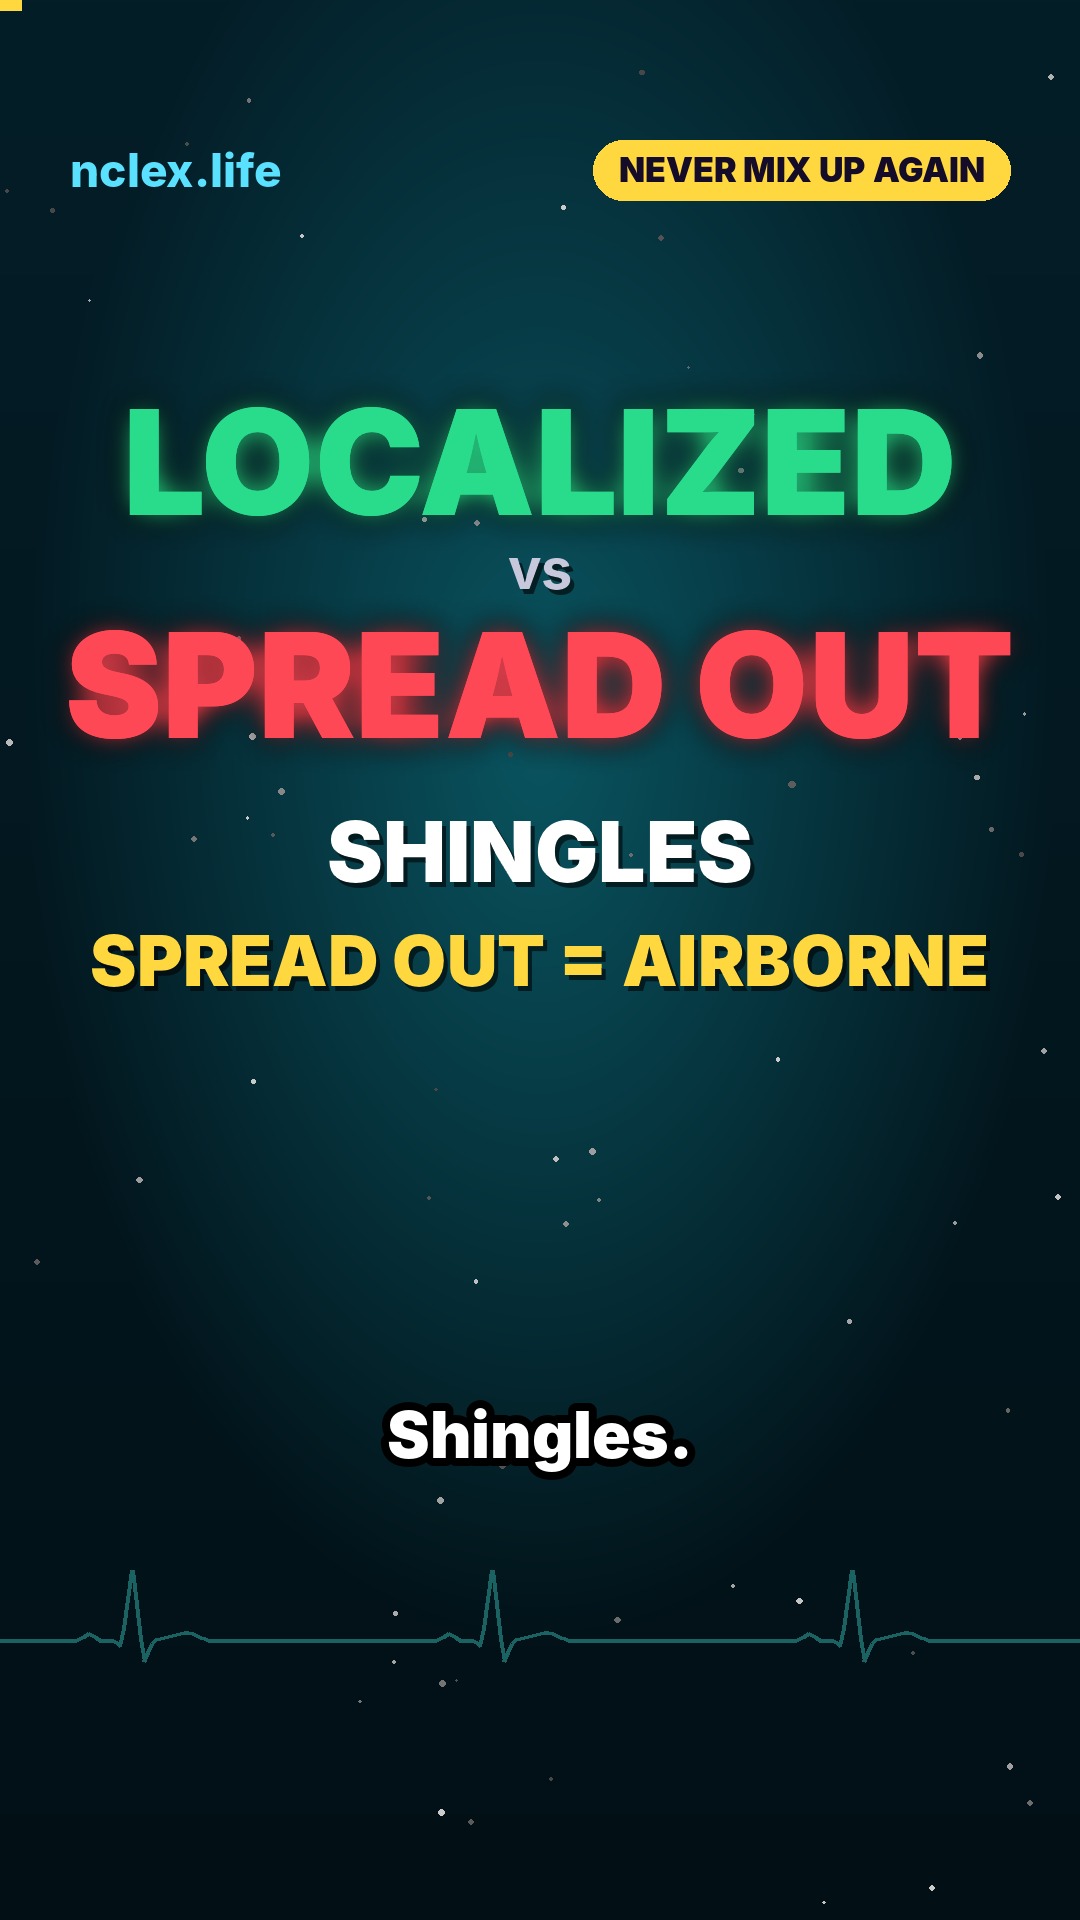 nclex.life
NEVER MIX UP AGAIN
LOCALIZED
VS
SPREAD OUT
SHINGLES
SPREAD OUT = AIRBORNE
Shingles.